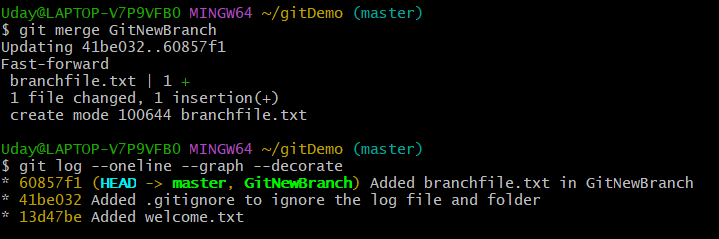 Uday@LAPTOP-V7P9VFB0 MINGW64 ~/gitDemo (master)
$ git merge GitNewBranch
Updating 41be032..60857f1
Fast-forward
 branchfile.txt | 1 +
 1 file changed, 1 insertion(+)
 create mode 100644 branchfile.txt
Uday@LAPTOP-V7P9VFB0 MINGW64 ~/gitDemo (master)
$ git log --oneline --graph --decorate
* 60857f1 (HEAD -> master, GitNewBranch) Added branchfile.txt in GitNewBranch
* 41be032 Added .gitignore to ignore the log file and folder
* 13d47be Added welcome.txt